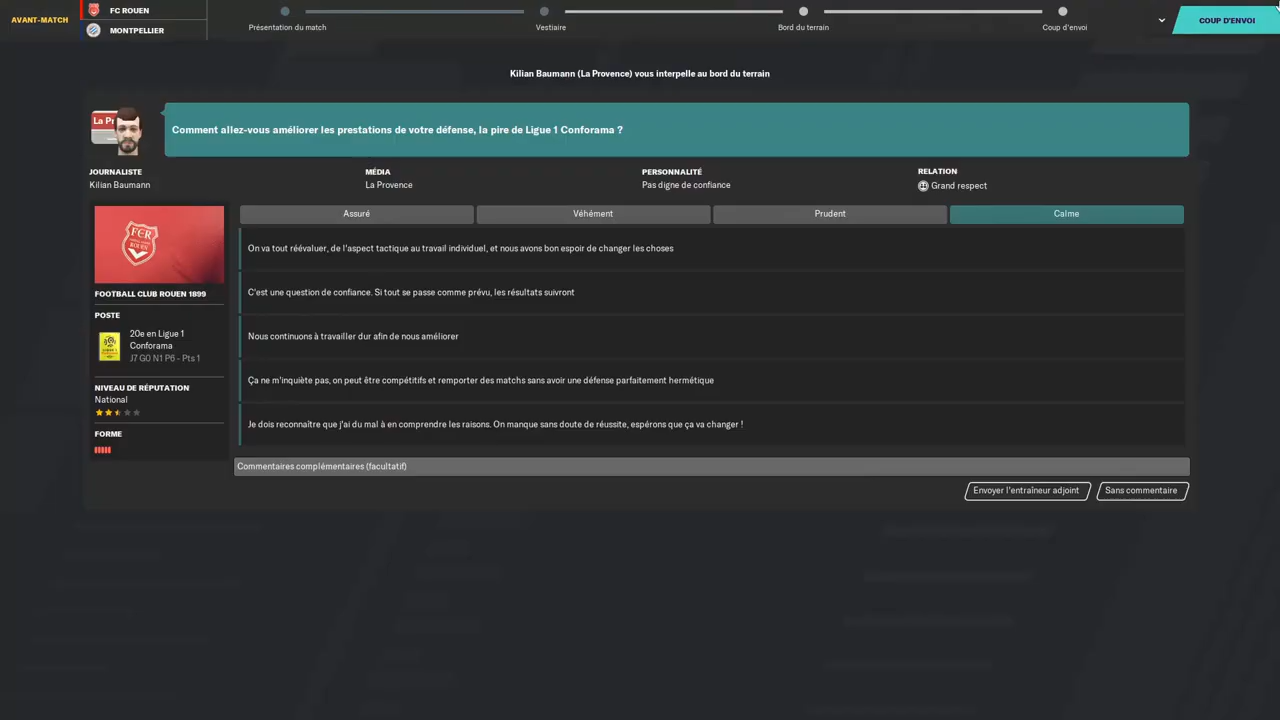 AVANT-MATCH
FC ROUEN
MONTPELLIER
Présentation du match
Vestiaire
Bord du terrain
Coup d'envoi
COUP D'ENVOI
Kilian Baumann (La Provence) vous interpelle au bord du terrain
La Pr
Comment allez-vous améliorer les prestations de votre défense, la pire de Ligue 1 Conforama ?
JOURNALISTE
Kilian Baumann
MÉDIA
La Provence
PERSONNALITÉ
Pas digne de confiance
RELATION
Grand respect
FCR
ROUEN
FOOTBALL CLUB ROUEN 1899
POSTE
20e en Ligue 1
Conforama
J7 G0 N1 P6 - Pts 1
NIVEAU DE RÉPUTATION
National
FORME
Assuré
Véhément
Prudent
Calme
On va tout réévaluer, de l'aspect tactique au travail individuel, et nous avons bon espoir de changer les choses
C'est une question de confiance. Si tout se passe comme prévu, les résultats suivront
Nous continuons à travailler dur afin de nous améliorer
Ça ne m'inquiète pas, on peut être compétitifs et remporter des matchs sans avoir une défense parfaitement hermétique
Je dois reconnaître que j'ai du mal à en comprendre les raisons. On manque sans doute de réussite, espérons que ça va changer !
Commentaires complémentaires (facultatif)
Envoyer l'entraîneur adjoint
Sans commentaire